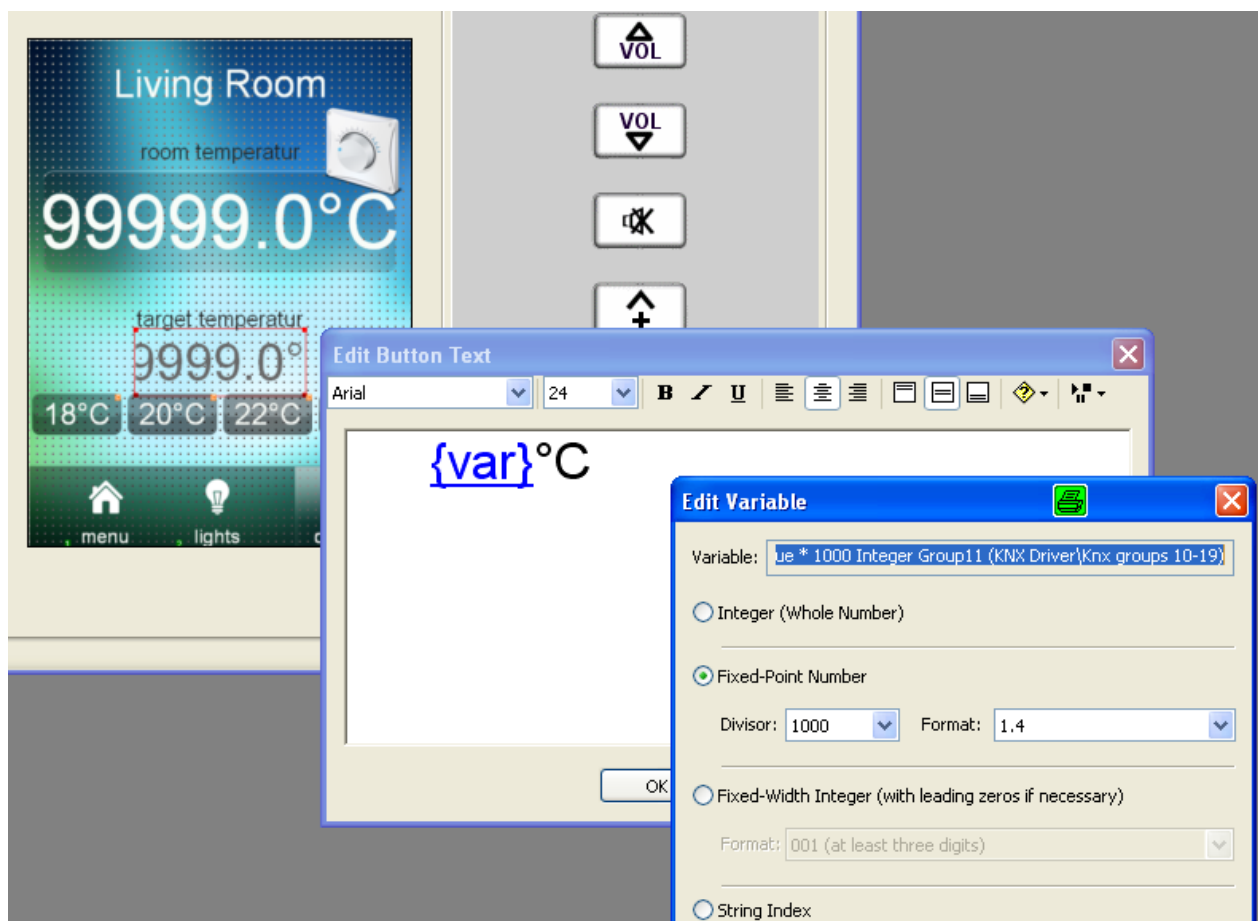 VOL
Living Room
VOL
room temperatur
99999.0°C
+
target temperatur
9999.0°
18°C 20°C 22°C
menu lights
Edit Button Text
Arial 24 B I U
{var}°C
OK
Edit Variable
Variable: ue * 1000 Integer Group11 (KNX Driver\Knx groups 10-19)
Integer (Whole Number)
Fixed-Point Number
Divisor: 1000 Format: 1.4
Fixed-Width Integer (with leading zeros if necessary)
Format: 001 (at least three digits)
String Index